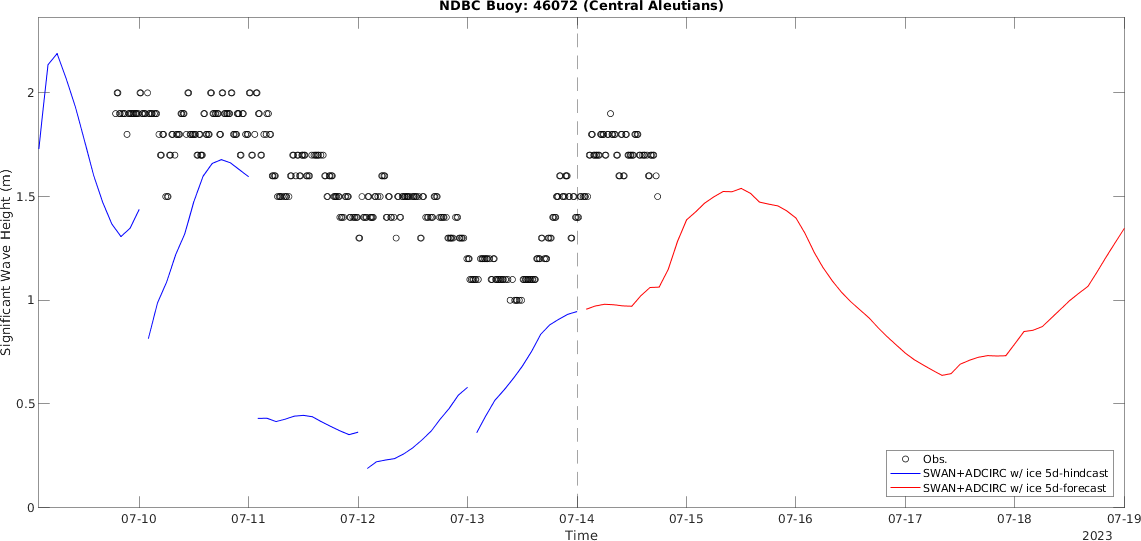 NDBC Buoy: 46072 (Central Aleutians)
Significant Wave Height (m)
2
1.5
1
0.5
0
Obs.
SWAN+ADCIRC w/ ice 5d-hindcast
SWAN+ADCIRC w/ ice 5d-forecast
07-10 07-11 07-12 07-13 07-14 07-15 07-16 07-17 07-18 07-19
Time
2023